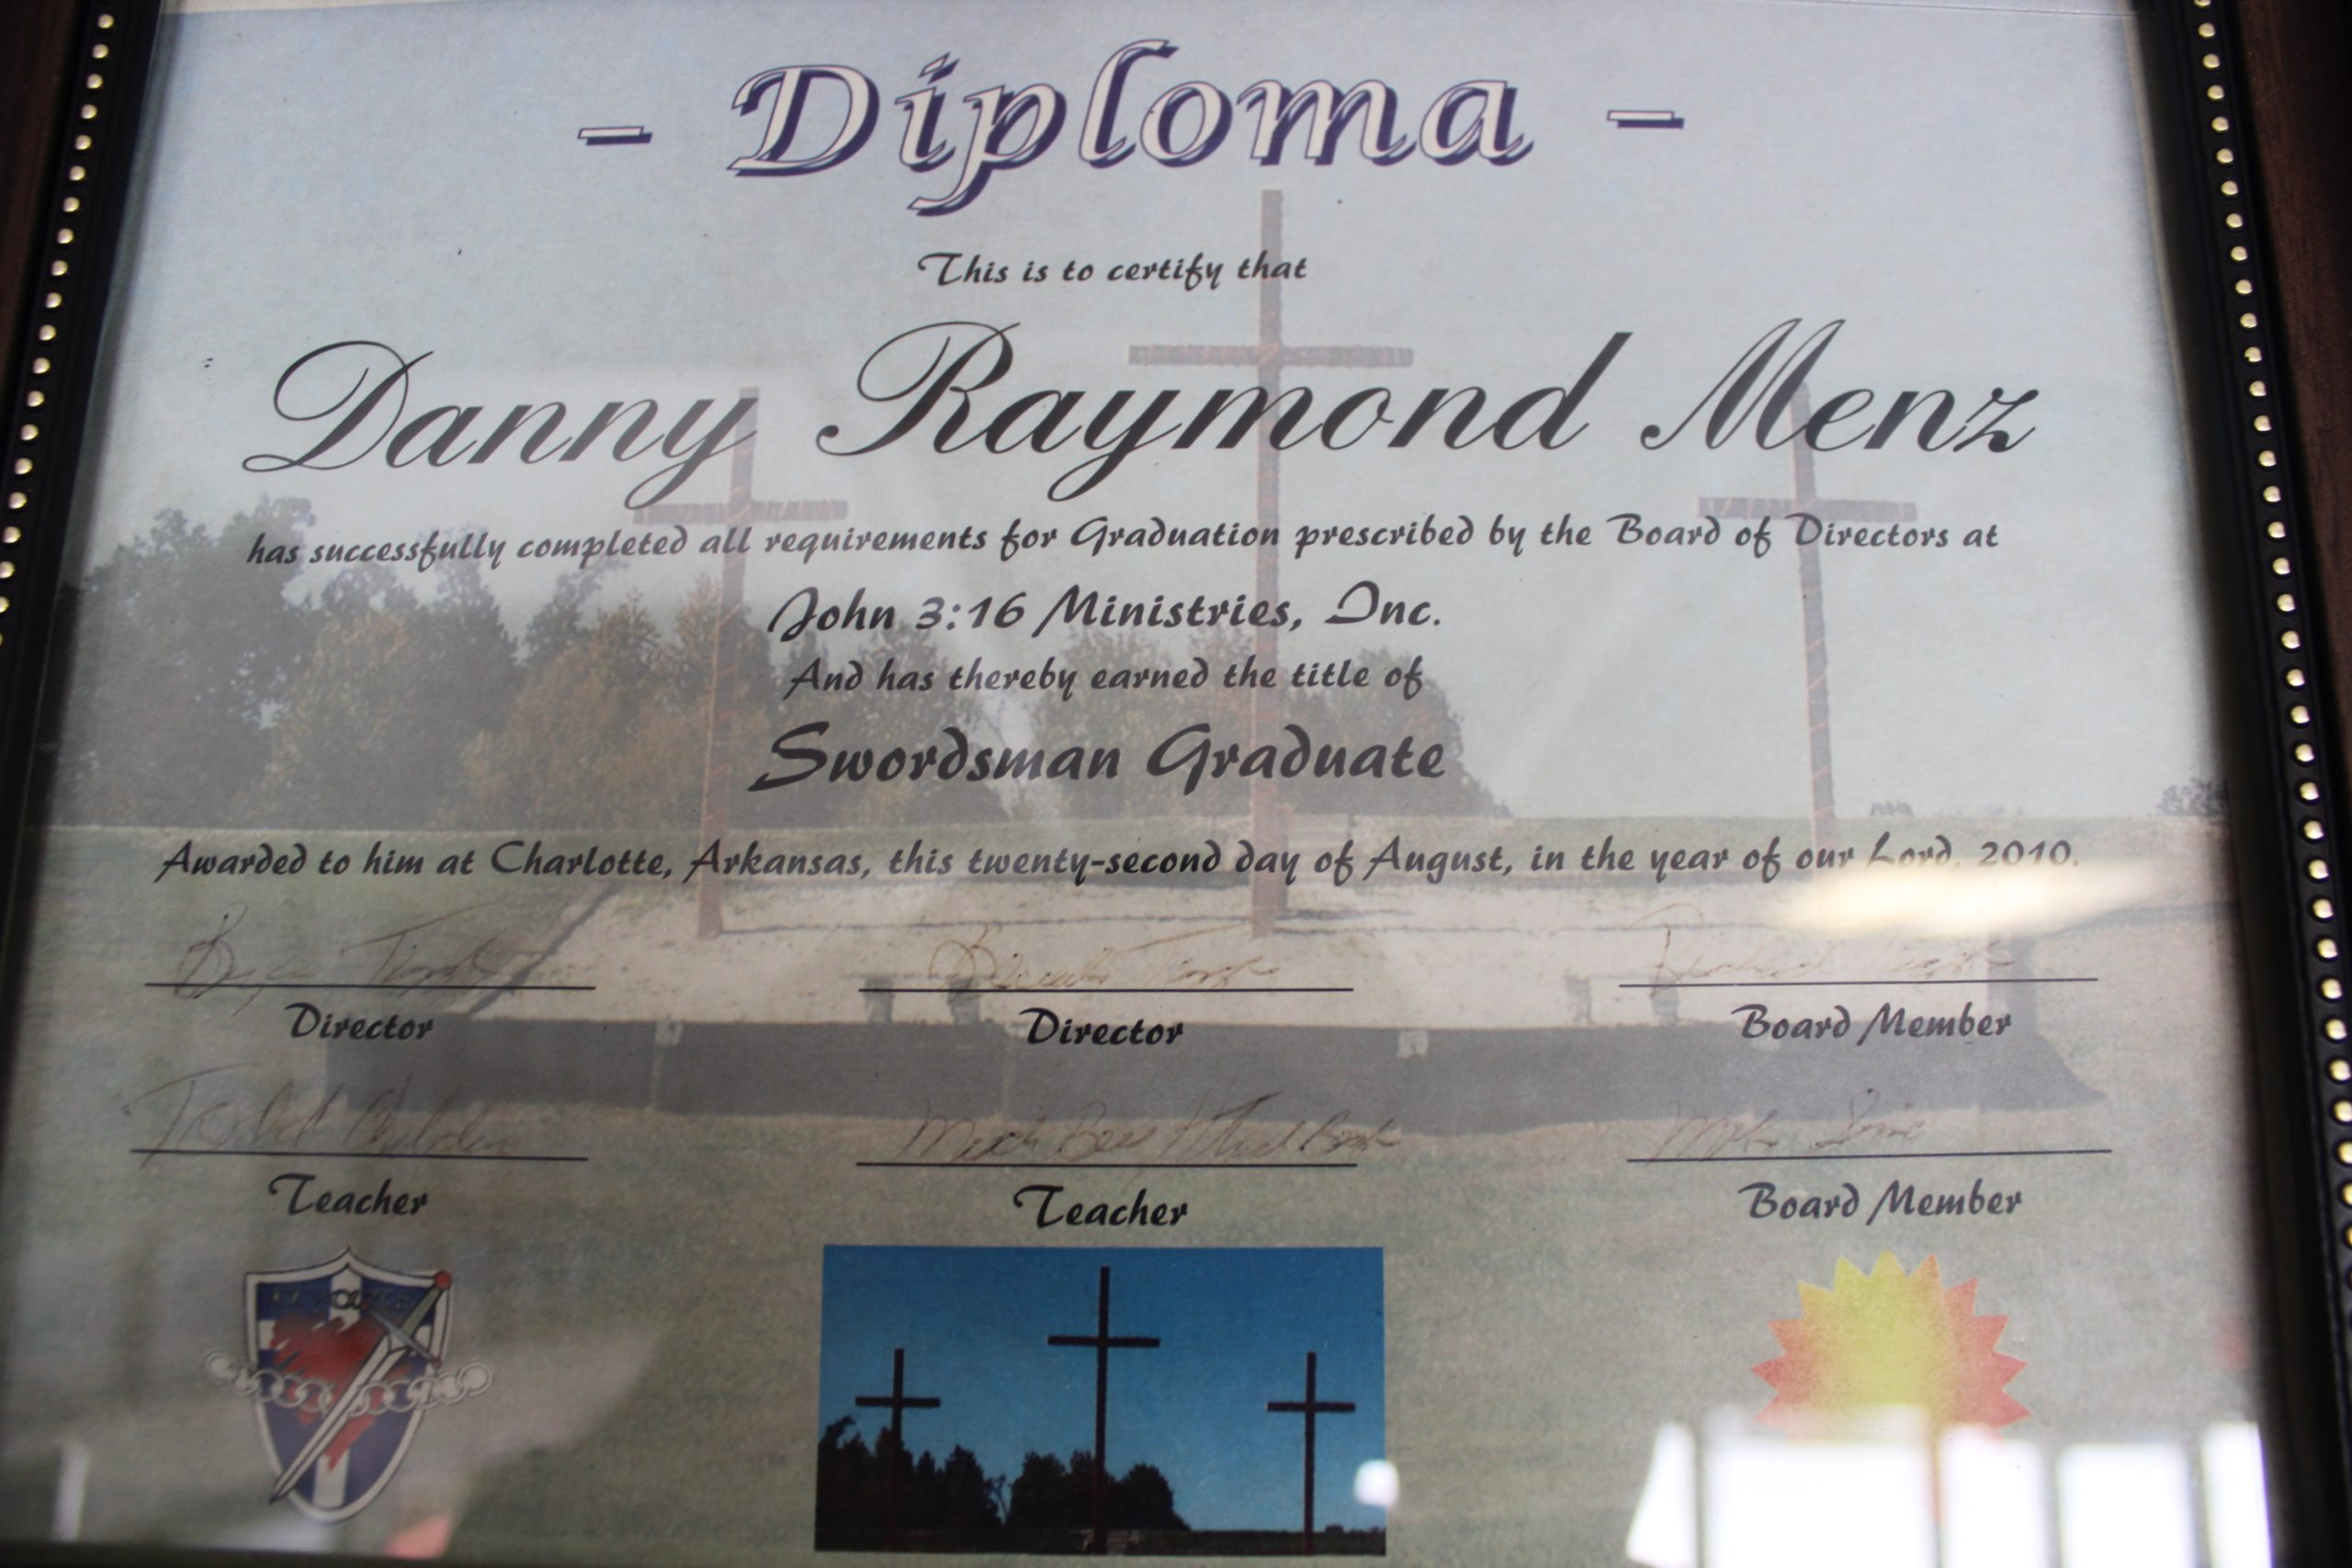 - Diploma -
This is to certify that
Danny Raymond Menz
has successfully completed all requirements for Graduation prescribed by the Board of Directors at
John 3:16 Ministries, Inc.
And has thereby earned the title of
Swordsman Graduate
Awarded to him at Charlotte, Arkansas, this twenty-second day of August, in the year of our Lord, 2010.
Director
Director
Board Member
Teacher
Teacher
Board Member